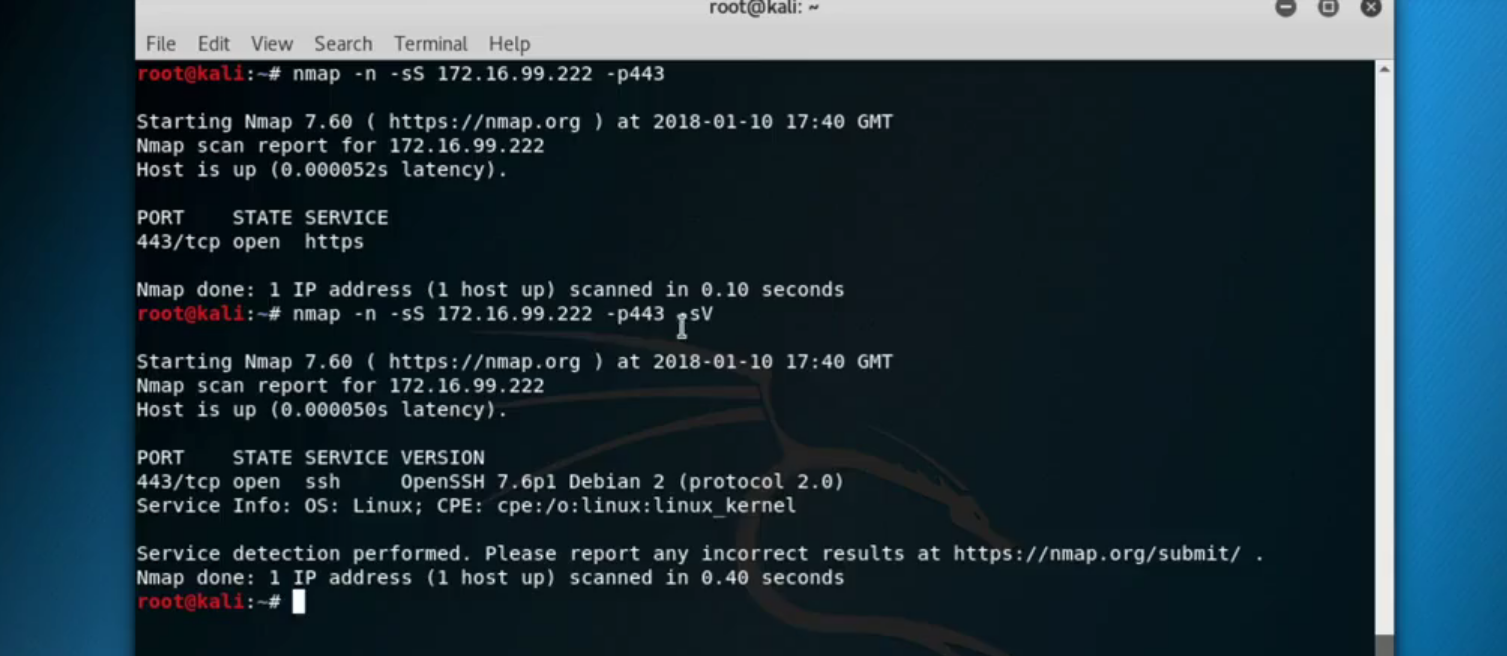 root@kali: ~
File Edit View Search Terminal Help
root@kali:~# nmap -n -sS 172.16.99.222 -p443
Starting Nmap 7.60 ( https://nmap.org ) at 2018-01-10 17:40 GMT
Nmap scan report for 172.16.99.222
Host is up (0.000052s latency).
PORT    STATE SERVICE
443/tcp open  https
Nmap done: 1 IP address (1 host up) scanned in 0.10 seconds
root@kali:~# nmap -n -sS 172.16.99.222 -p443 -sV
Starting Nmap 7.60 ( https://nmap.org ) at 2018-01-10 17:40 GMT
Nmap scan report for 172.16.99.222
Host is up (0.000050s latency).
PORT    STATE SERVICE VERSION
443/tcp open  ssh     OpenSSH 7.6p1 Debian 2 (protocol 2.0)
Service Info: OS: Linux; CPE: cpe:/o:linux:linux_kernel
Service detection performed. Please report any incorrect results at https://nmap.org/submit/ .
Nmap done: 1 IP address (1 host up) scanned in 0.40 seconds
root@kali:~#